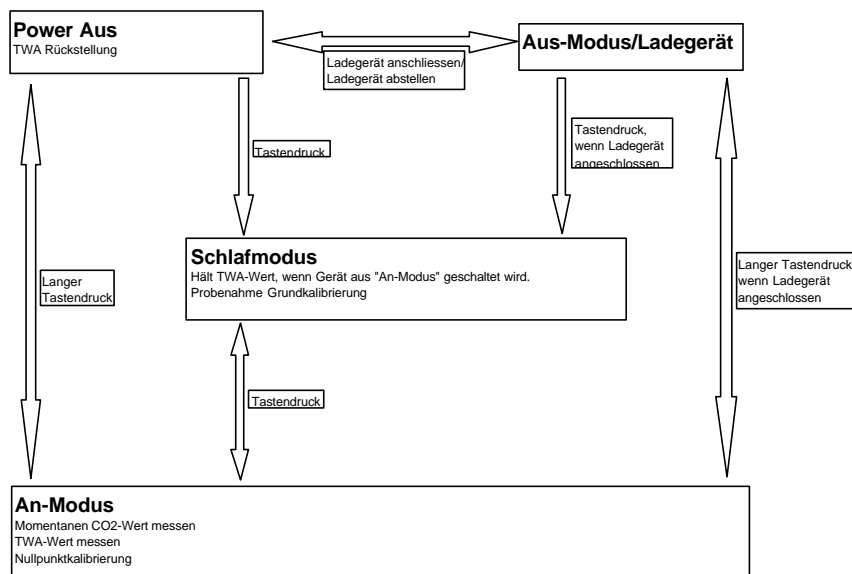 Power Aus
TWA Rückstellung
Aus-Modus/Ladegerät
Ladegerät anschliessen/
Ladegerät abstellen
Tastendruck
Tastendruck,
wenn Ladegerät
angeschlossen
Schlafmodus
Hält TWA-Wert, wenn Gerät aus "An-Modus" geschaltet wird.
Probenahme Grundkalibrierung
Langer
Tastendruck
Langer Tastendruck
wenn Ladegerät
angeschlossen
Tastendruck
An-Modus
Momentanen CO2-Wert messen
TWA-Wert messen
Nullpunktkalibrierung